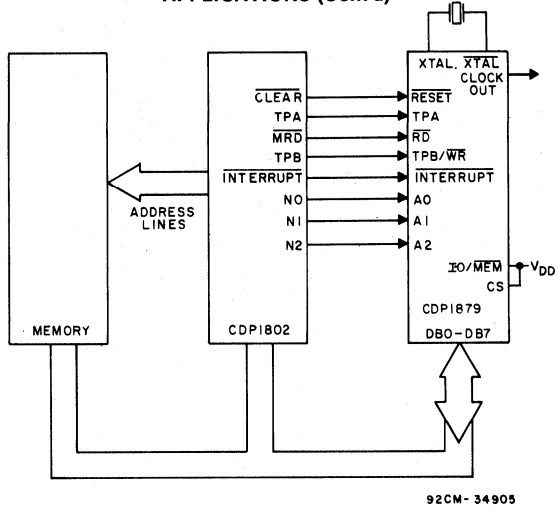 APPLICATIONS (Cont'd)
XTAL, XTAL
CLOCK
OUT
CLEAR
RESET
TPA
TPA
MRD
RD
TPB
TPB/WR
INTERRUPT
INTERRUPT
N0
A0
N1
A1
N2
A2
ADDRESS
LINES
IO/MEM
VDD
CS
CDP1879
MEMORY
CDP1802
DB0-DB7
92CM-34905